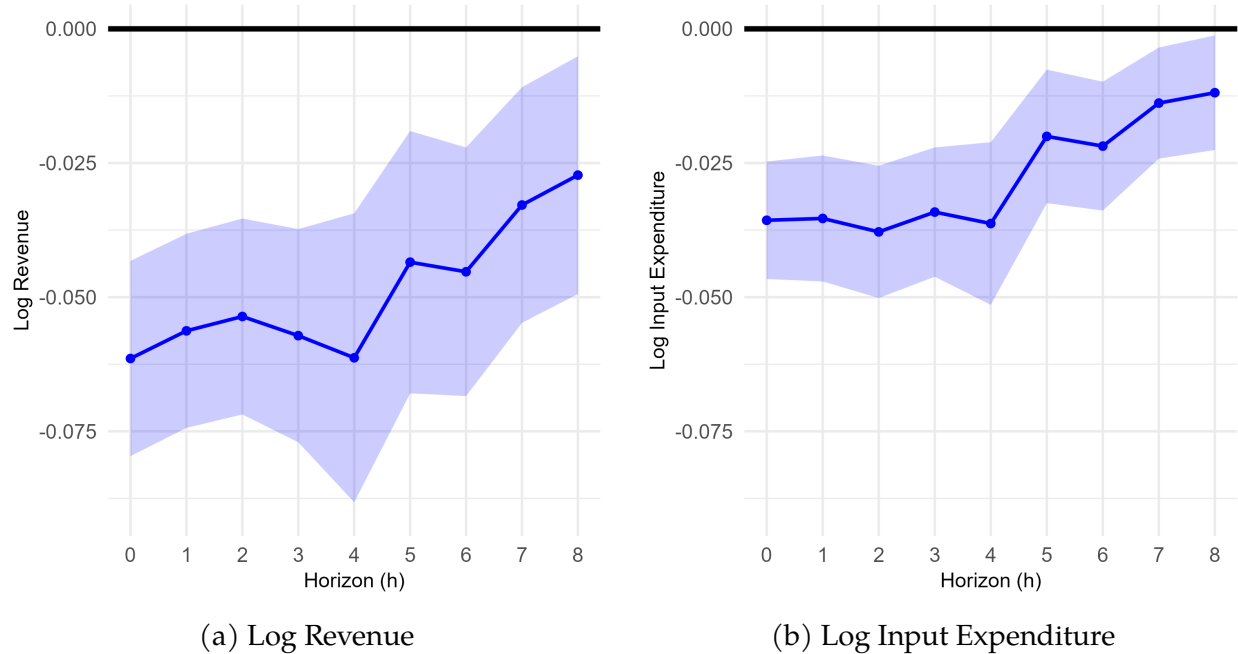 0.000
-0.025
-0.050
-0.075
Log Revenue
0 1 2 3 4 5 6 7 8
Horizon (h)
(a) Log Revenue
0.000
-0.025
-0.050
-0.075
Log Input Expenditure
0 1 2 3 4 5 6 7 8
Horizon (h)
(b) Log Input Expenditure